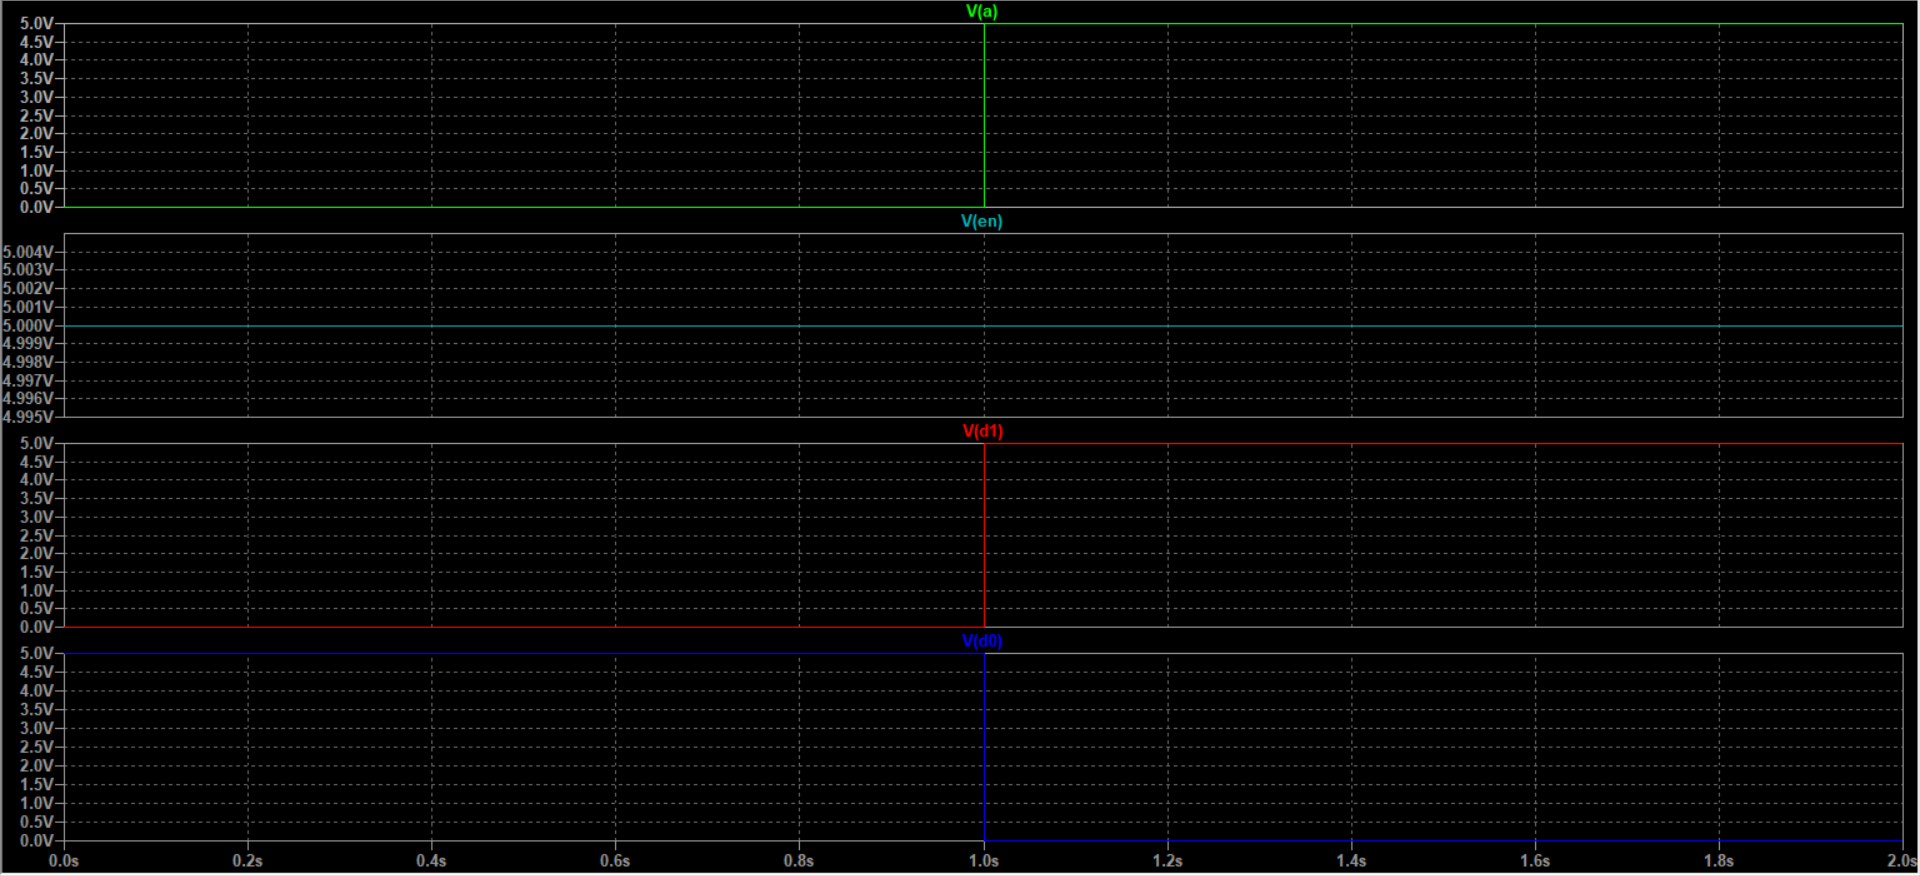 V(a)
5.0V
4.5V
4.0V
3.5V
3.0V
2.5V
2.0V
1.5V
1.0V
0.5V
0.0V
V(en)
5.004V
5.003V
5.002V
5.001V
5.000V
4.999V
4.998V
4.997V
4.996V
4.995V
V(d1)
5.0V
4.5V
4.0V
3.5V
3.0V
2.5V
2.0V
1.5V
1.0V
0.5V
0.0V
V(d0)
5.0V
4.5V
4.0V
3.5V
3.0V
2.5V
2.0V
1.5V
1.0V
0.5V
0.0V
0.0s 0.2s 0.4s 0.6s 0.8s 1.0s 1.2s 1.4s 1.6s 1.8s 2.0s